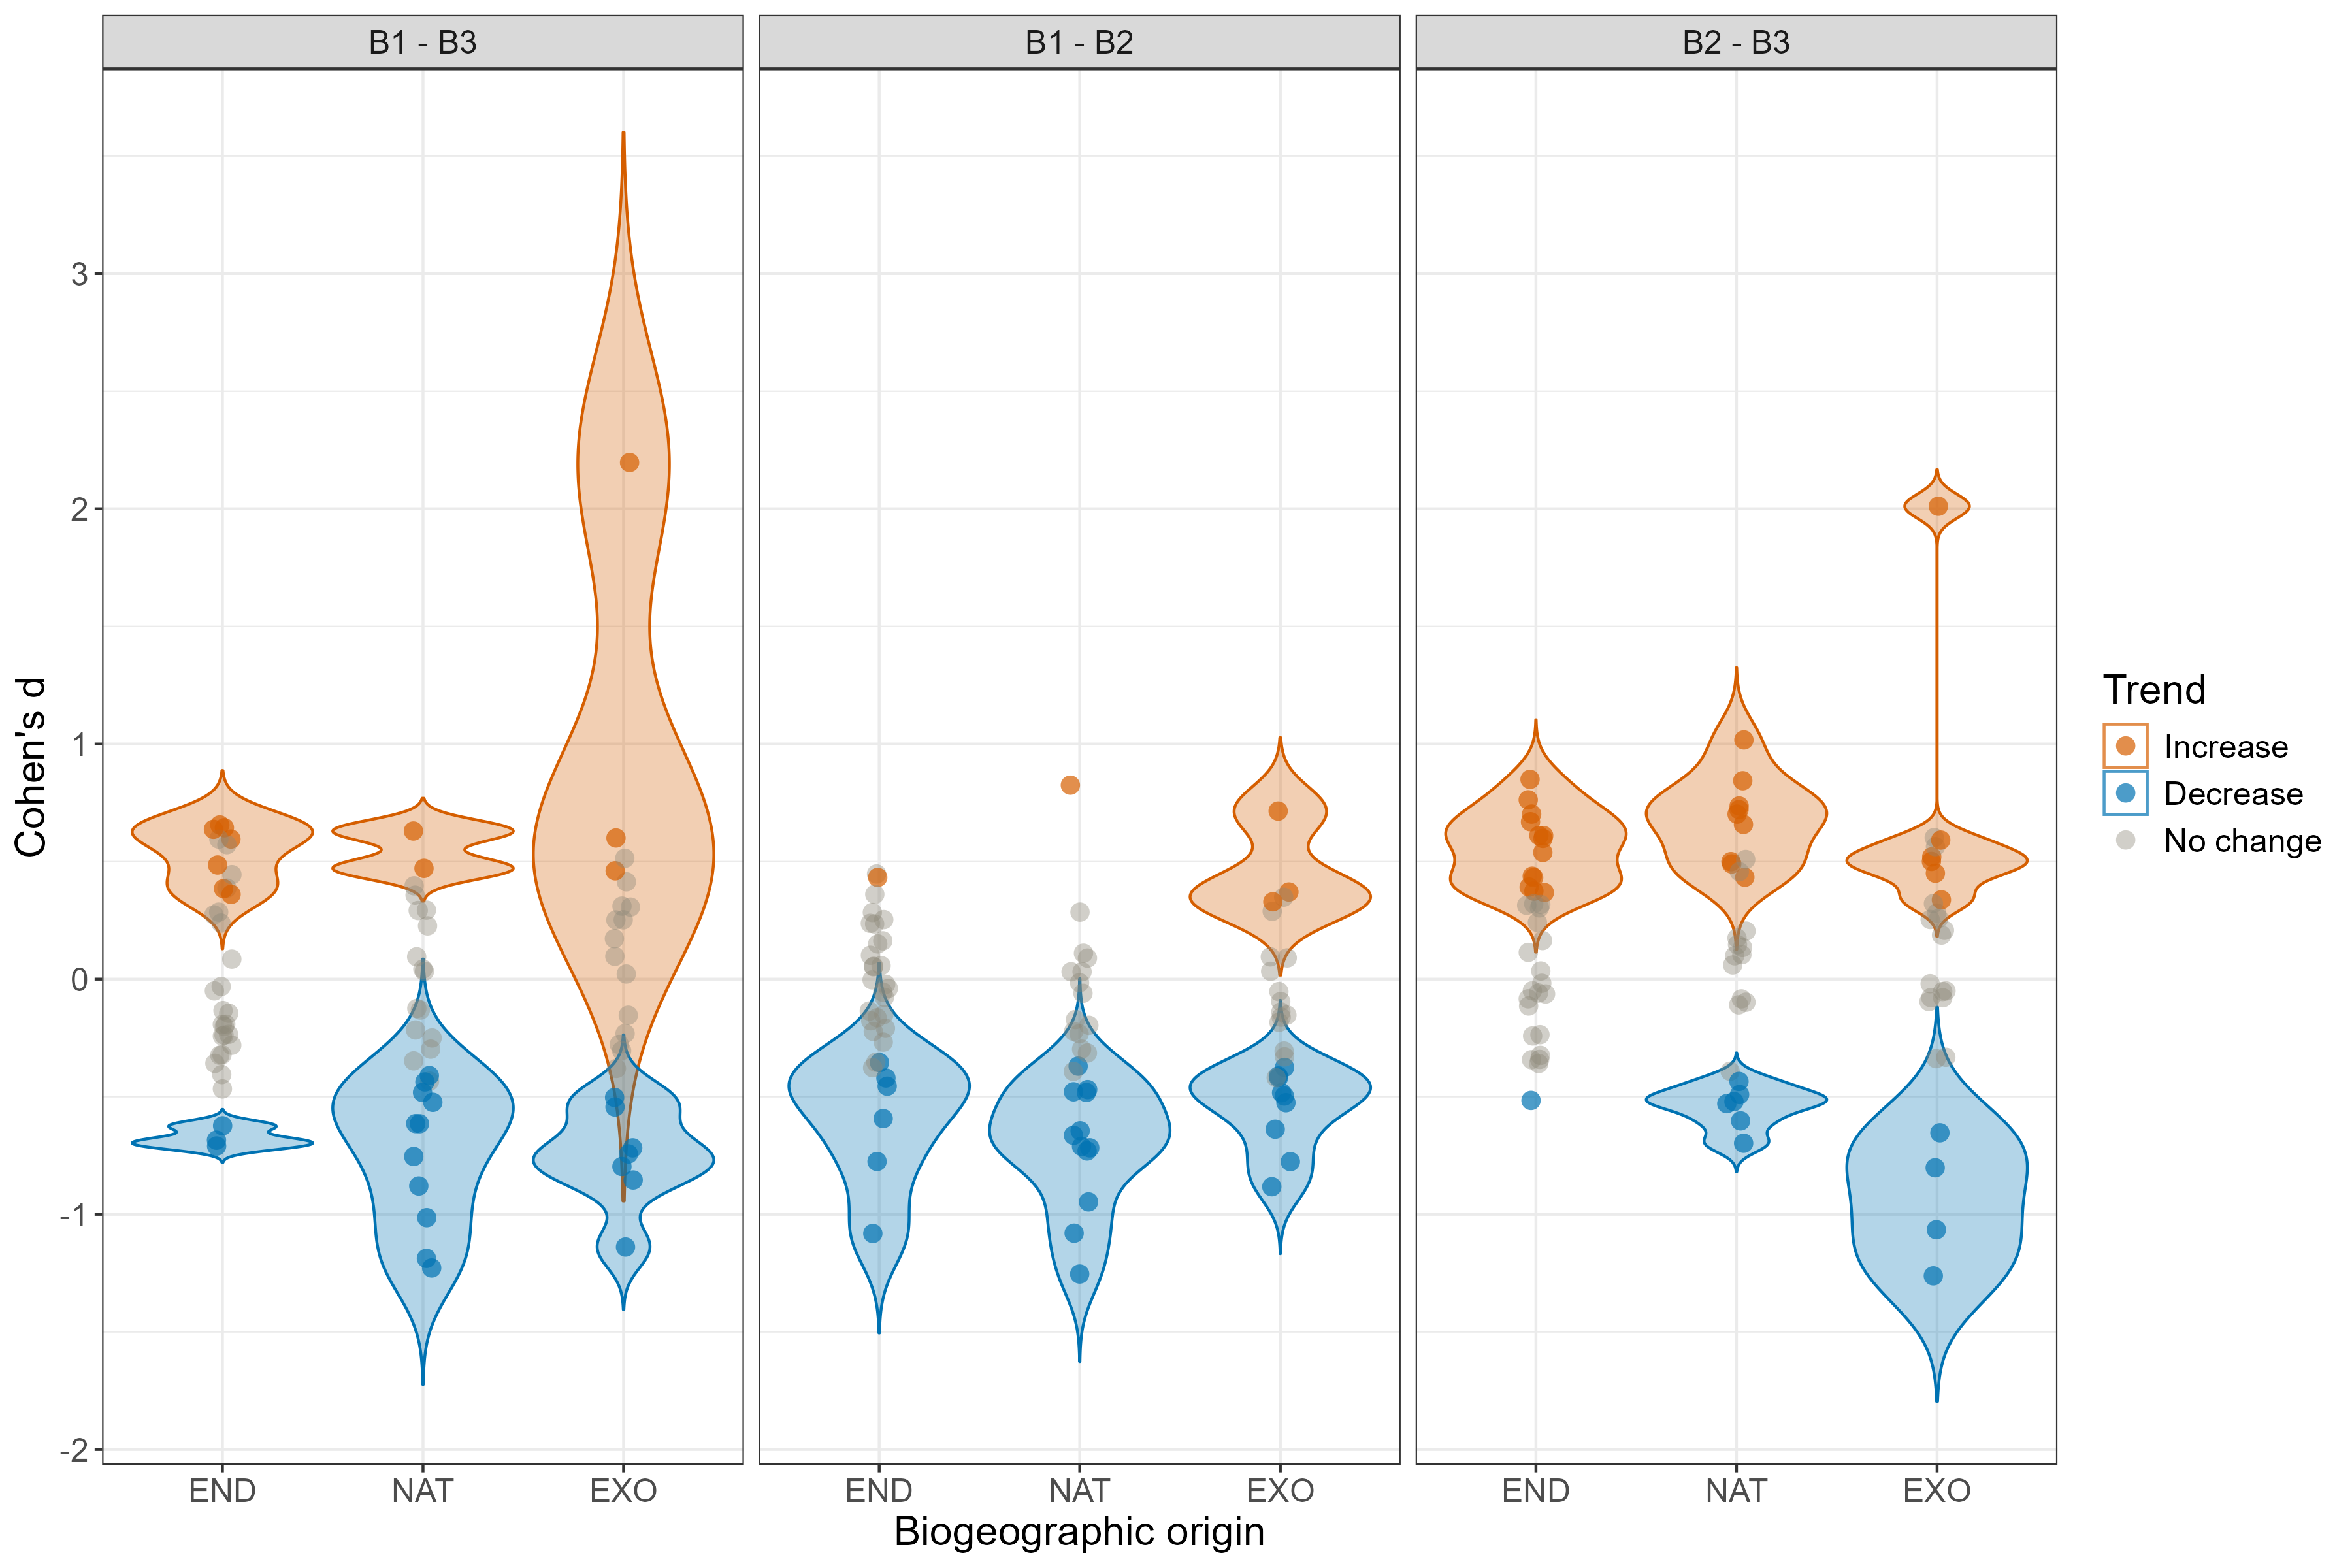 B1 - B3
B1 - B2
B2 - B3
Cohen's d
3
2
1
0
-1
-2
END
NAT
EXO
END
NAT
EXO
END
NAT
EXO
Biogeographic origin
Trend
Increase
Decrease
No change